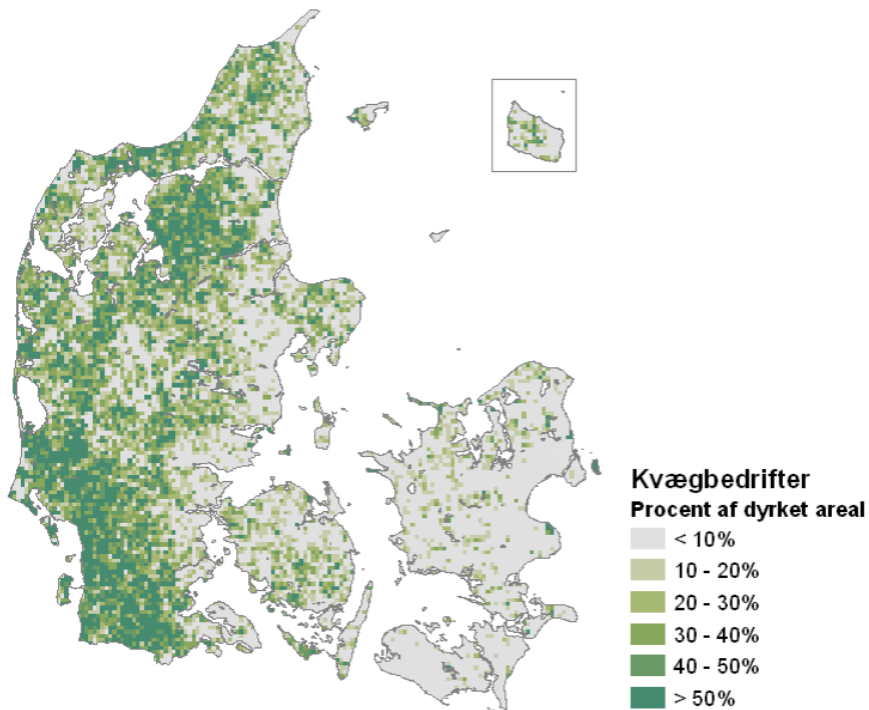 Kvægbedrifter
Procent af dyrket areal
< 10%
10 - 20%
20 - 30%
30 - 40%
40 - 50%
> 50%